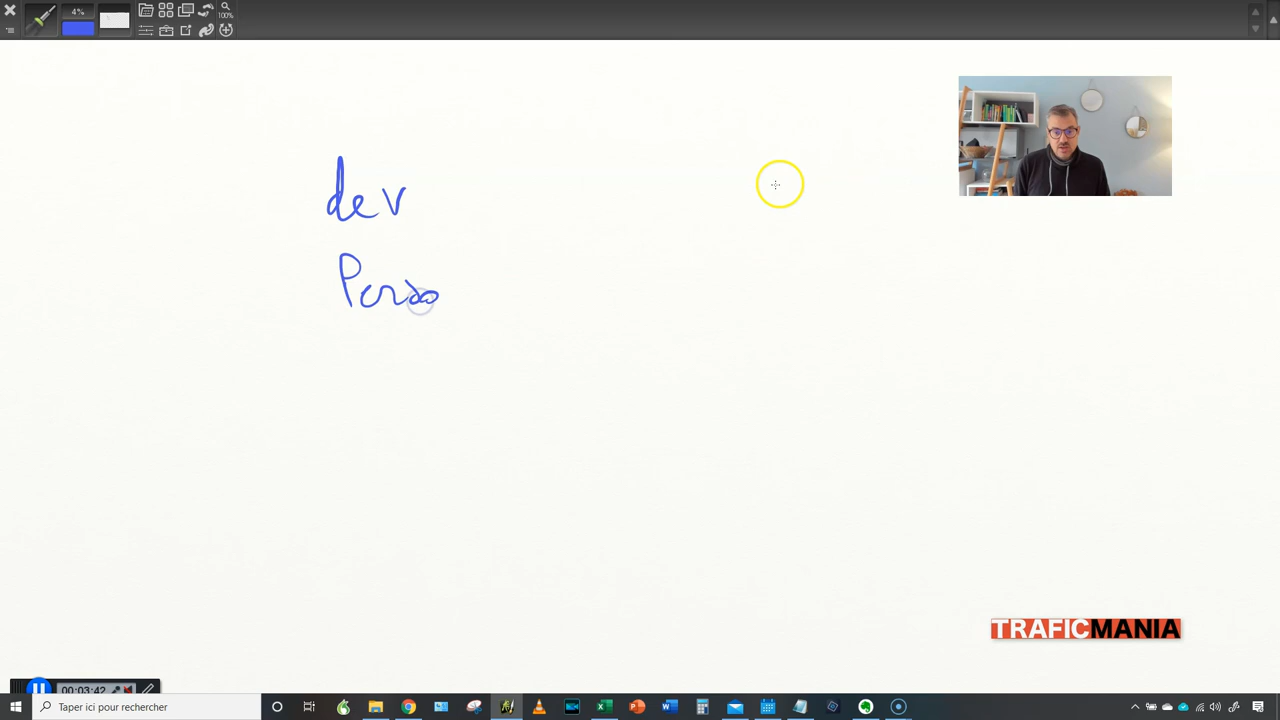 4%
100%
dev
Perso
TRAFICMANIA
00:03:42
Taper ici pour rechercher